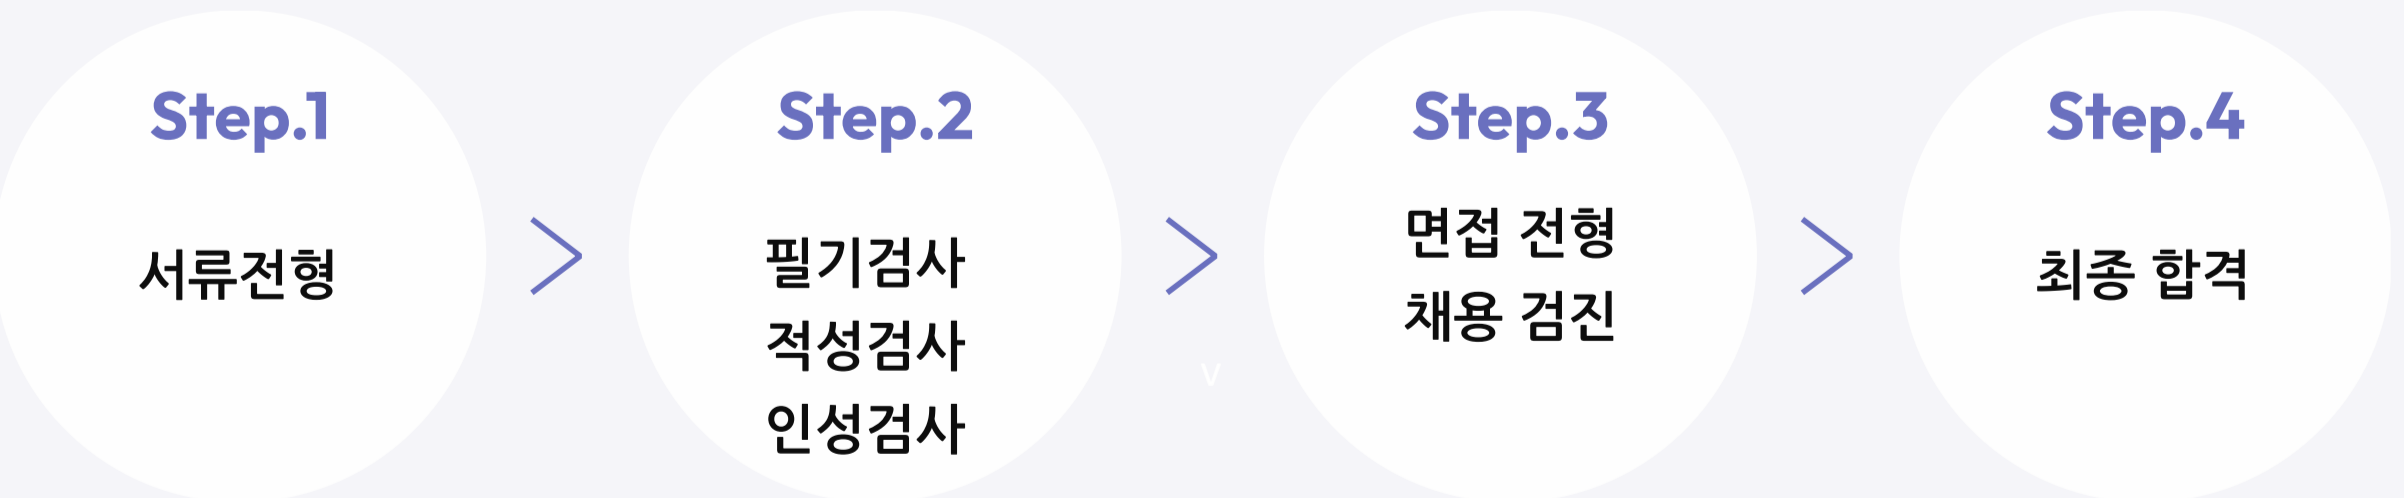 Step.1
서류전형
>
Step.2
필기검사
적성검사
인성검사
>
v
Step.3
면접 전형
채용 검진
>
Step.4
최종 합격